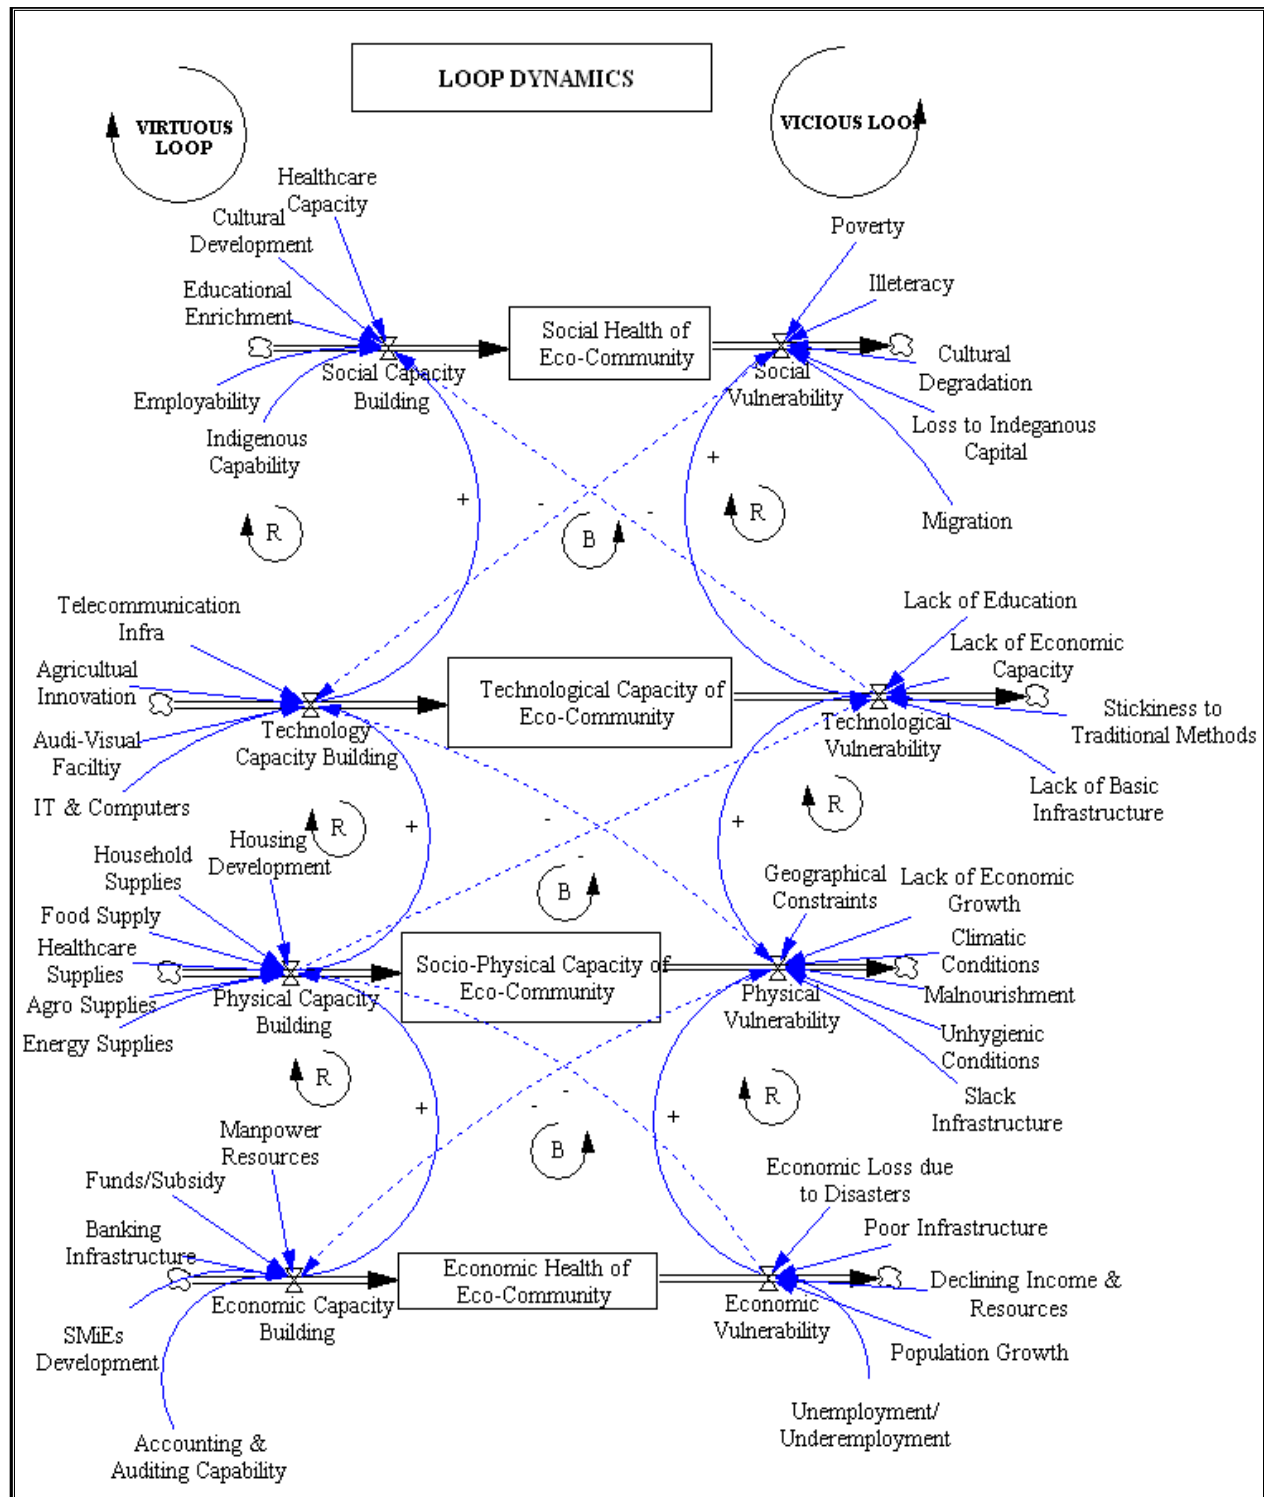 LOOP DYNAMICS
VIRTUOUS
LOOP
VICIOUS LOOP
Healthcare
Capacity
Cultural
Development
Educational
Enrichment
Employability
Indigenous
Capability
Social Capacity
Building
Social Health of
Eco-Community
Social
Vulnerability
Poverty
Illeteracy
Cultural
Degradation
Loss to Indeganous
Capital
Migration
+
-
-
+
R
B
R
Telecommunication
Infra
Agricultual
Innovation
Audi-Visual
Faciltiy
IT & Computers
Technology
Capacity Building
Technological Capacity of
Eco-Community
Technological
Vulnerability
Lack of Education
Lack of Economic
Capacity
Stickiness to
Traditional Methods
Lack of Basic
Infrastructure
R
+
-
-
+
R
B
Housing
Development
Household
Supplies
Food Supply
Healthcare
Supplies
Agro Supplies
Energy Supplies
Physical Capacity
Building
Socio-Physical Capacity of
Eco-Community
Physical
Vulnerability
Geographical
Constraints
Lack of Economic
Growth
Climatic
Conditions
Malnourishment
Unhygienic
Conditions
Slack
Infrastructure
R
+
-
-
+
R
B
Manpower
Resources
Funds/Subsidy
Banking
Infrastructure
SMiEs
Development
Accounting &
Auditing Capability
Economic Capacity
Building
Economic Health of
Eco-Community
Economic
Vulnerability
Economic Loss due
to Disasters
Poor Infrastructure
Declining Income &
Resources
Population Growth
Unemployment/
Underemployment